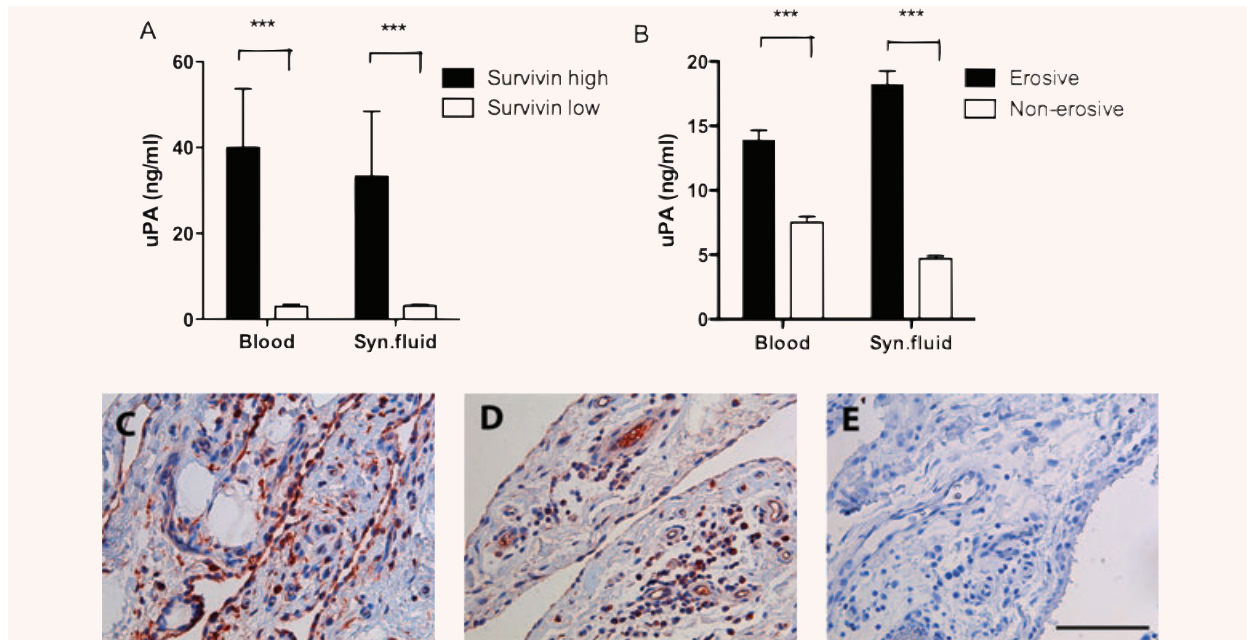 A
***
***
60
40
20
0
uPA (ng/ml)
Survivin high
Survivin low
Blood
Syn.fluid
B
***
***
20
15
10
5
0
uPA (ng/ml)
Erosive
Non-erosive
Blood
Syn.fluid
C
D
E